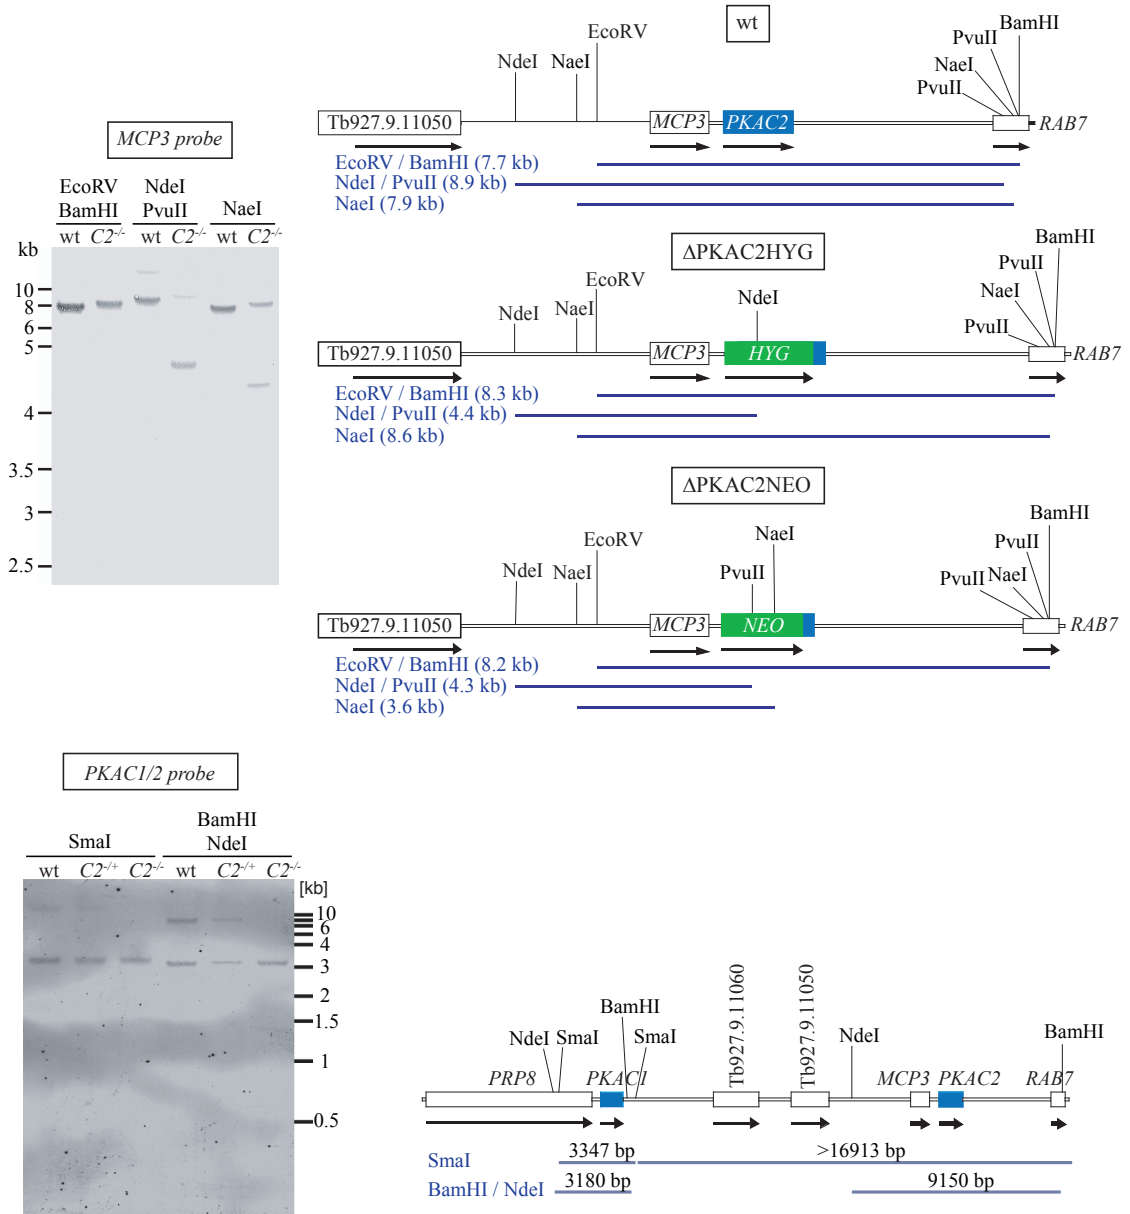 MCP3 probe
EcoRV
BamHI
NdeI
PvuII
NaeI
wt C2-/- wt C2-/- wt C2-/-
kb
10
8
6
5
4
3.5
3
2.5
wt
EcoRV
NdeI
NaeI
BamHI
PvuII
NaeI
PvuII
Tb927.9.11050
MCP3
PKAC2
RAB7
EcoRV / BamHI (7.7 kb)
NdeI / PvuII (8.9 kb)
NaeI (7.9 kb)
ΔPKAC2HYG
EcoRV
NdeI
NaeI
NdeI
BamHI
PvuII
NaeI
PvuII
Tb927.9.11050
MCP3
HYG
RAB7
EcoRV / BamHI (8.3 kb)
NdeI / PvuII (4.4 kb)
NaeI (8.6 kb)
ΔPKAC2NEO
EcoRV
NdeI
NaeI
PvuII
NaeI
BamHI
PvuII
PvuII NaeI
Tb927.9.11050
MCP3
NEO
RAB7
EcoRV / BamHI (8.2 kb)
NdeI / PvuII (4.3 kb)
NaeI (3.6 kb)
PKAC1/2 probe
SmaI
BamHI
NdeI
wt C2-/+ C2-/- wt C2-/+ C2-/-
[kb]
10
6
4
3
2
1.5
1
0.5
Tb927.9.11060
Tb927.9.11050
BamHI
NdeI SmaI
SmaI
NdeI
BamHI
PRP8
PKAC1
MCP3 PKAC2
RAB7
SmaI
3347 bp
>16913 bp
BamHI / NdeI
3180 bp
9150 bp